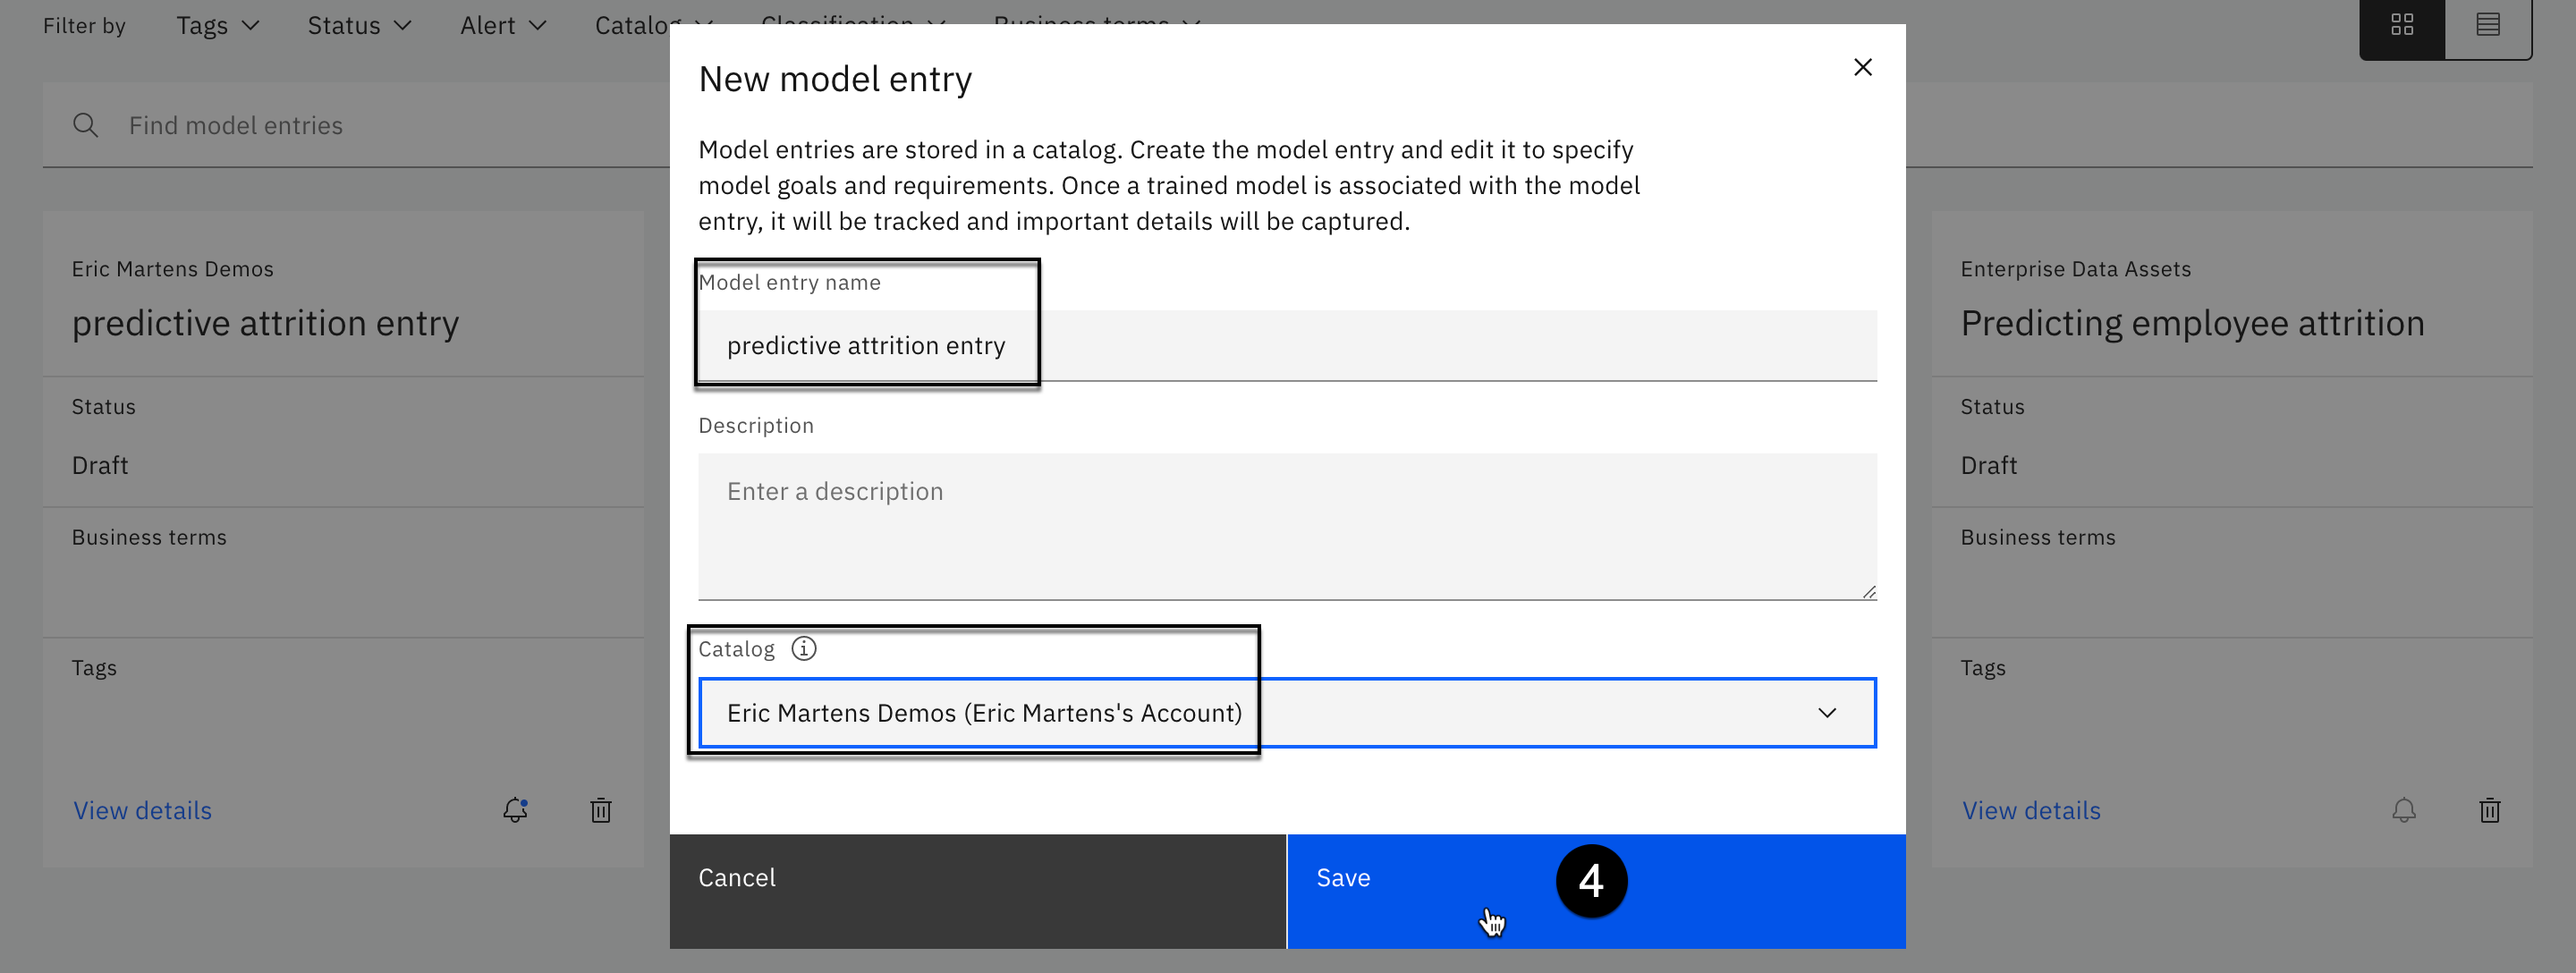 Filter by Tags Status Alert Catalog Classification Business terms
Find model entries
New model entry
Model entries are stored in a catalog. Create the model entry and edit it to specify
model goals and requirements. Once a trained model is associated with the model
entry, it will be tracked and important details will be captured.
Model entry name
predictive attrition entry
Description
Enter a description
Catalog
Eric Martens Demos (Eric Martens's Account)
Cancel
Save
4
Eric Martens Demos
predictive attrition entry
Status
Draft
Business terms
Tags
View details
Enterprise Data Assets
Predicting employee attrition
Status
Draft
Business terms
Tags
View details